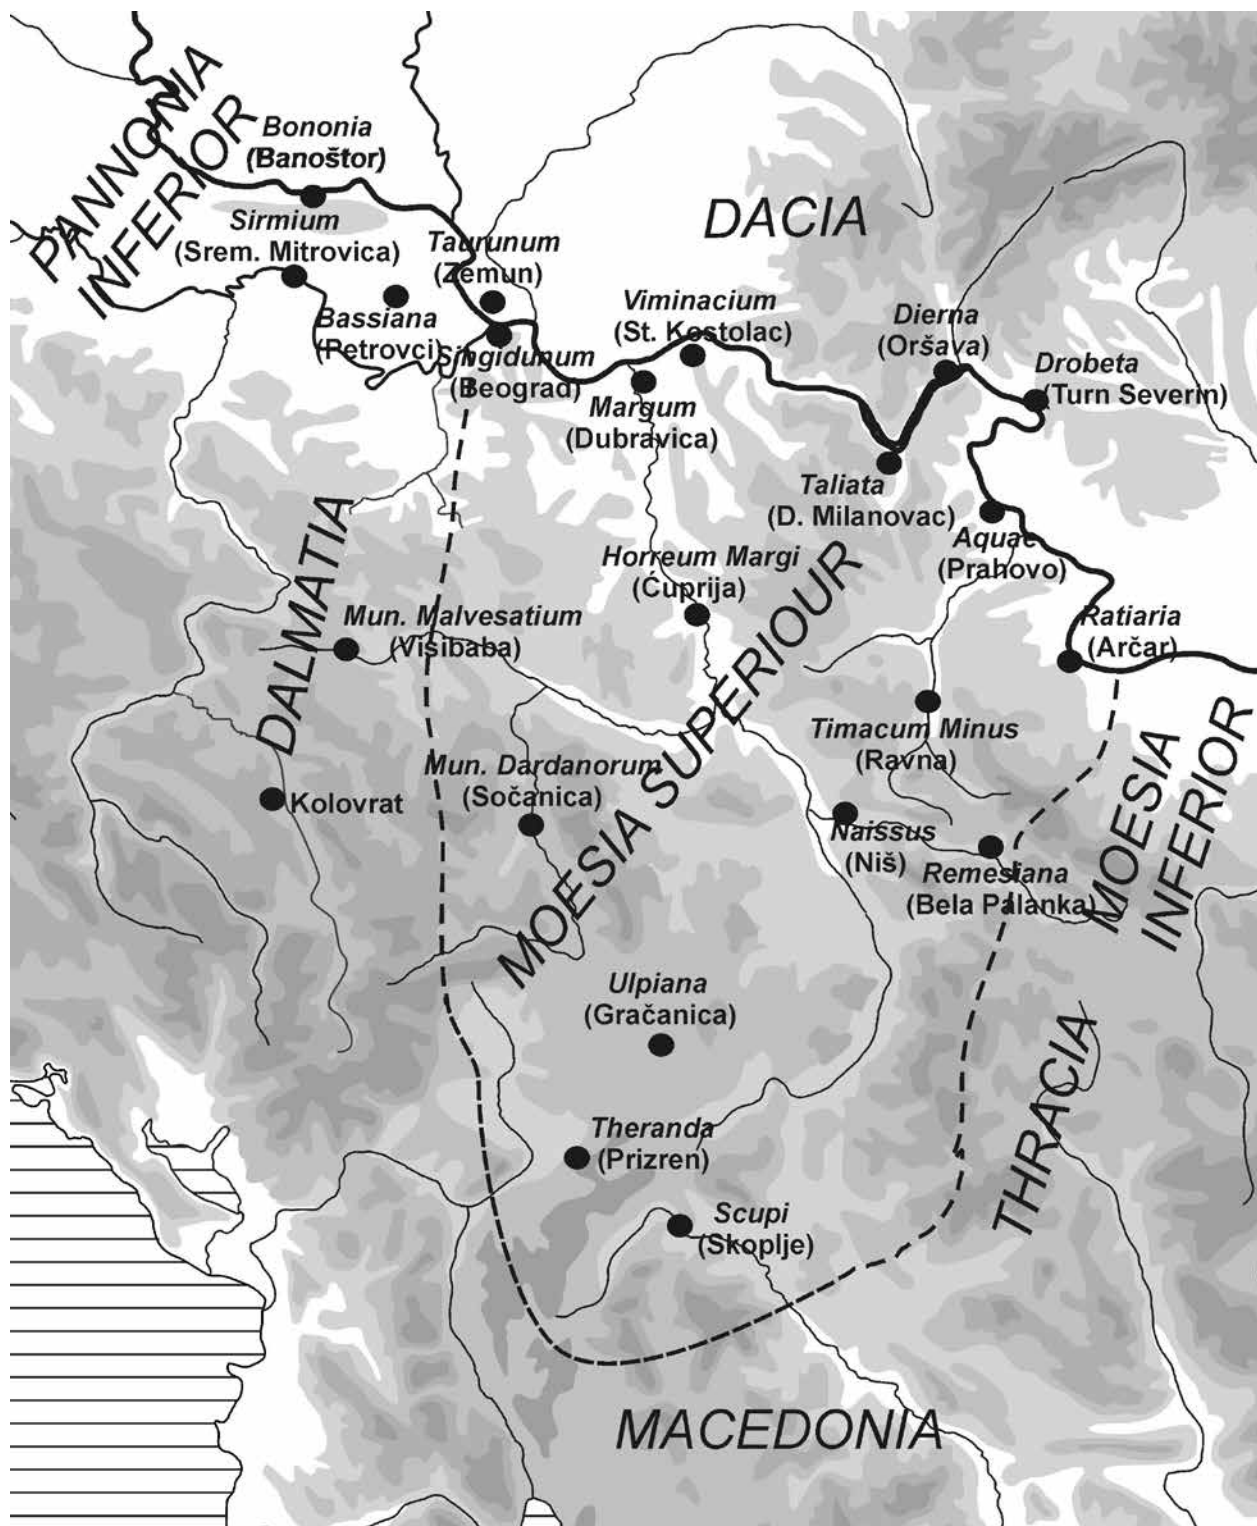 PANNONIA
INFERIOR
Bononia
(Banoštor)
Sirmium
(Srem. Mitrovica)
Taurunum
(Zemun)
Bassiana
(Petrovci)
Singidunum
(Beograd)
DACIA
Viminacium
(St. Kostolac)
Margum
(Dubravica)
Dierna
(Oršava)
Drobeta
(Turn Severin)
Taliata
(D. Milanovac)
Aquae
(Prahovo)
Horreum Margi
(Ćuprija)
Ratiaria
(Arčar)
DALMATIA
Mun. Malvesatium
(Visibaba)
MOESIA SUPERIOUR
Timacum Minus
(Ravna)
Mun. Dardanorum
(Sočanica)
Kolovrat
Naissus
(Niš)
Remesiana
(Bela Palanka)
MOESIA
INFERIOR
Ulpiana
(Gračanica)
THRACIA
Theranda
(Prizren)
Scupi
(Skoplje)
MACEDONIA